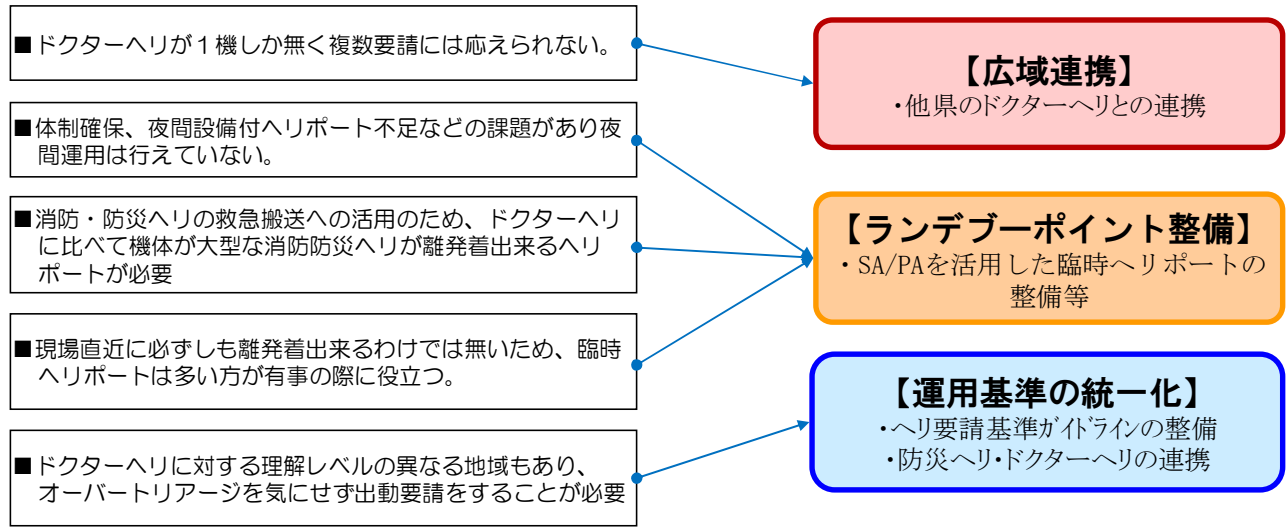 ■ドクターヘリが１機しか無く複数要請には応えられない。
■体制確保、夜間設備付ヘリポート不足などの課題があり夜
間運用は行えていない。
■消防・防災ヘリの救急搬送への活用のため、ドクターヘリ
に比べて機体が大型な消防防災ヘリが離発着出来るヘリ
ポートが必要
■現場直近に必ずしも離発着出来るわけでは無いため、臨時
ヘリポートは多い方が有事の際に役立つ。
■ドクターヘリに対する理解レベルの異なる地域もあり、
オーバートリアージを気にせず出動要請をすることが必要
【広域連携】
・他県のドクターヘリとの連携
【ランデブーポイント整備】
・SA/PAを活用した臨時ヘリポートの
整備等
【運用基準の統一化】
・ヘリ要請基準ガイドラインの整備
・防災ヘリ・ドクターヘリの連携